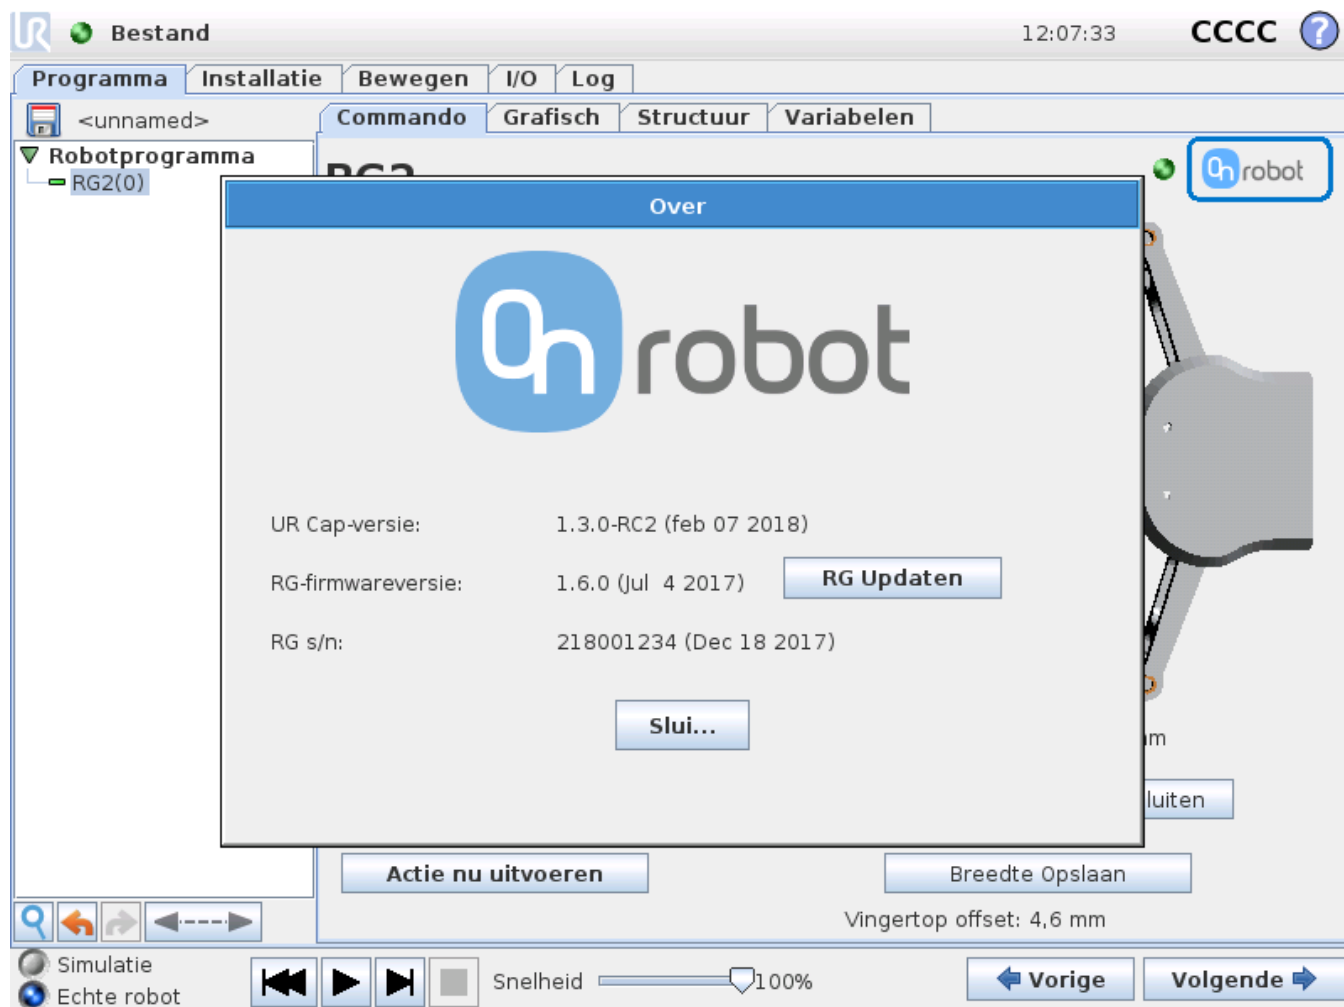 Bestand 12:07:33 CCCC ?
Programma Installatie Bewegen I/O Log
<unnamed> Commando Grafisch Structuur Variabelen
Robotprogramma
RG2
RG2(0)
On robot
Over
On robot
UR Cap-versie: 1.3.0-RC2 (feb 07 2018)
RG-firmwareversie: 1.6.0 (Jul 4 2017) RG Updaten
RG s/n: 218001234 (Dec 18 2017)
Slui...
luiten
Actie nu uitvoeren Breedte Opslaan
Vingertop offset: 4,6 mm
Simulatie
Echte robot
Snelheid 100% Vorige Volgende